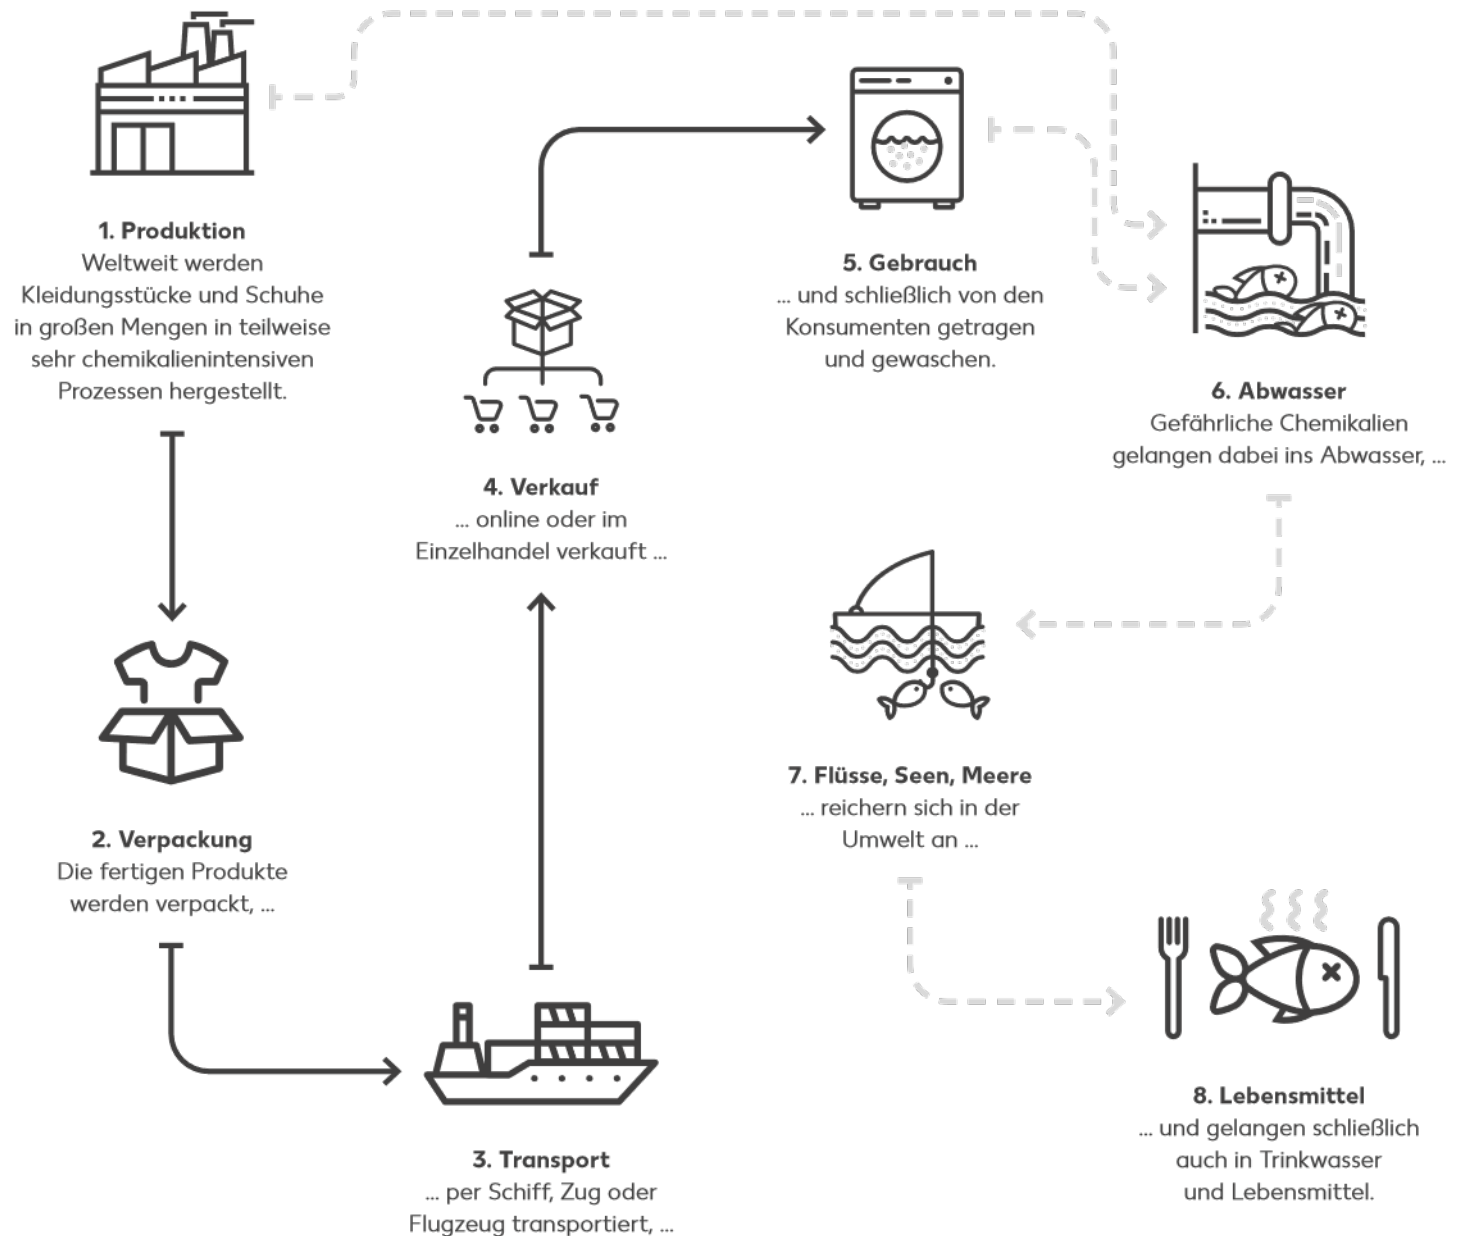 1. Produktion
Weltweit werden
Kleidungsstücke und Schuhe
in großen Mengen in teilweise
sehr chemikalienintensiven
Prozessen hergestellt.
2. Verpackung
Die fertigen Produkte
werden verpackt, ...
3. Transport
... per Schiff, Zug oder
Flugzeug transportiert, ...
4. Verkauf
... online oder im
Einzelhandel verkauft ...
5. Gebrauch
... und schließlich von den
Konsumenten getragen
und gewaschen.
6. Abwasser
Gefährliche Chemikalien
gelangen dabei ins Abwasser, ...
7. Flüsse, Seen, Meere
... reichern sich in der
Umwelt an ...
8. Lebensmittel
... und gelangen schließlich
auch in Trinkwasser
und Lebensmittel.